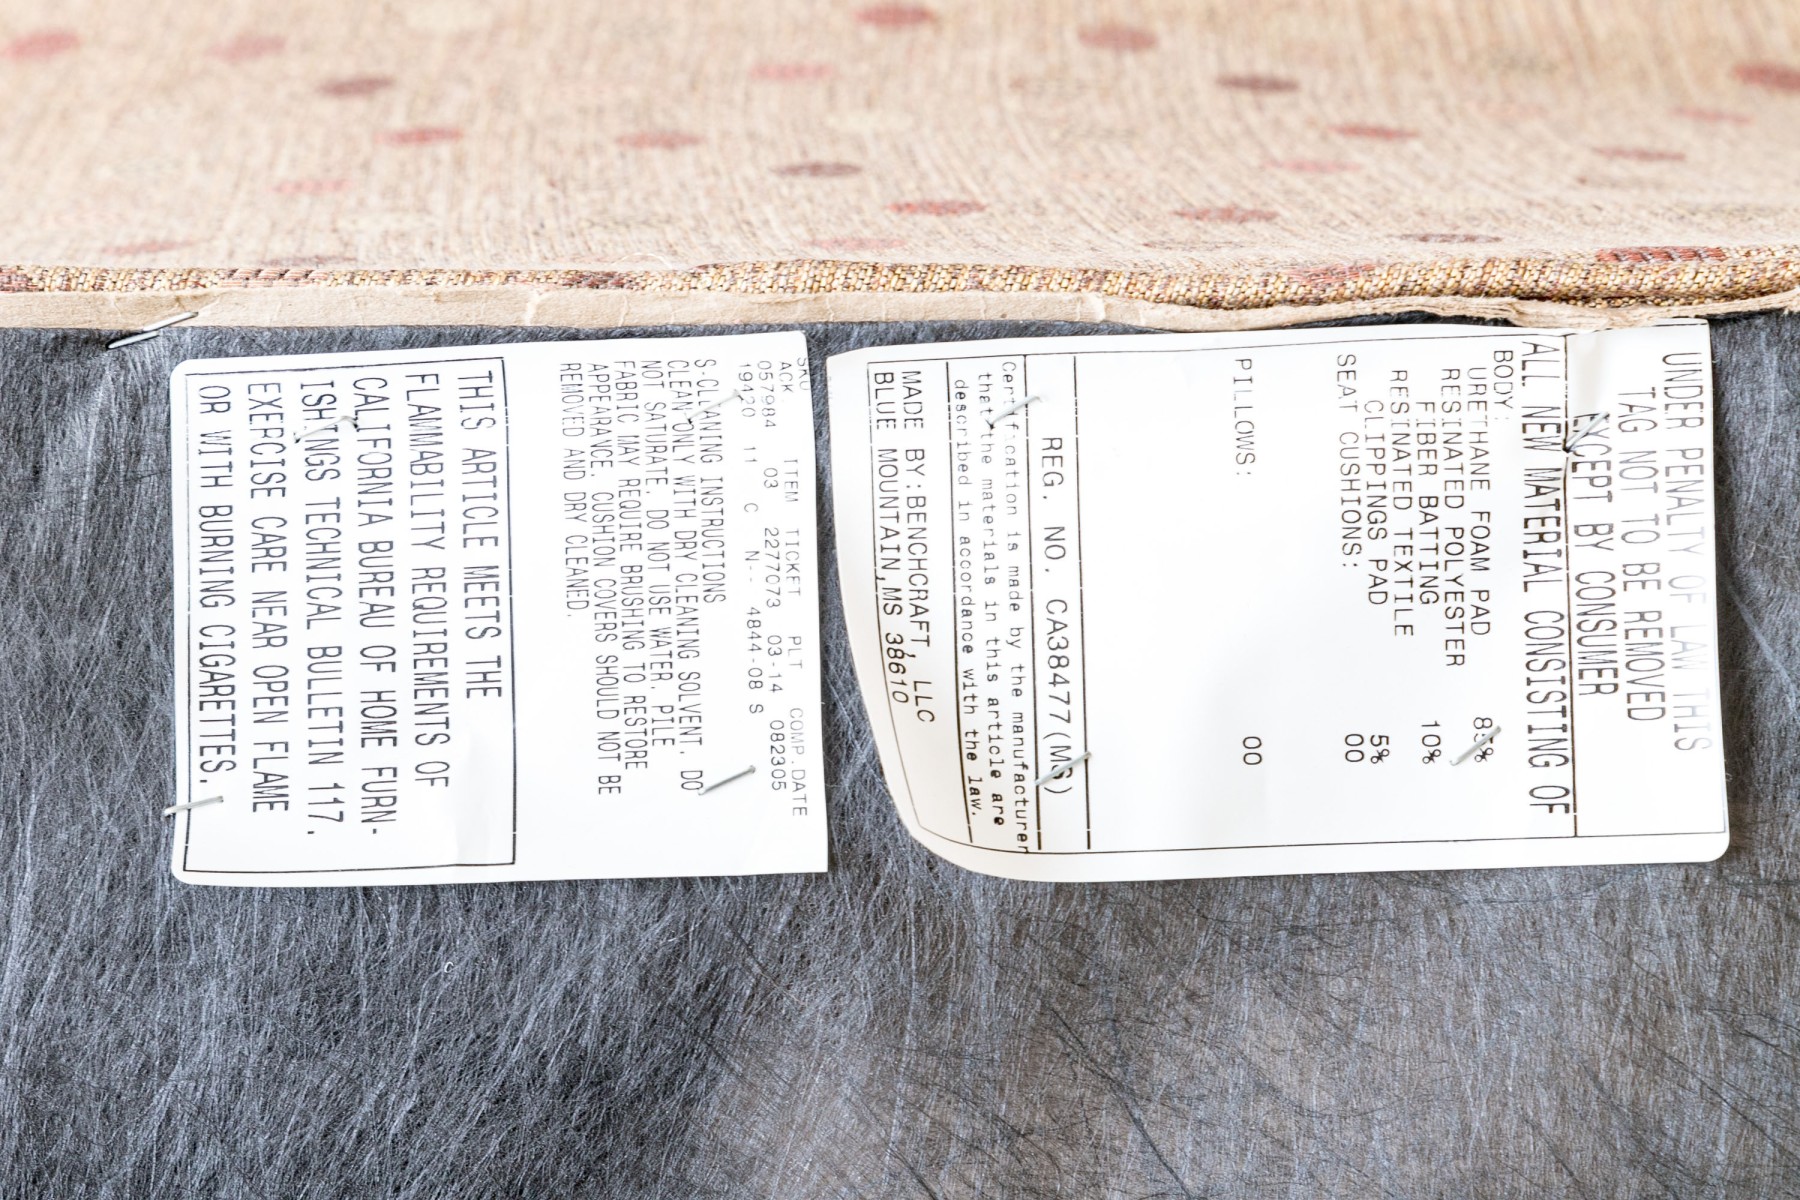 UNDER PENALTY OF LAW THIS
TAG NOT TO BE REMOVED
EXCEPT BY CONSUMER
ALL NEW MATERIAL CONSISTING OF
BODY:
URETHANE FOAM PAD 85%
RESINATED POLYESTER
FIBER BATTING 10%
RESINATED TEXTILE
CLIPPINGS PAD 5%
SEAT CUSHIONS: 00
PILLOWS: 00
REG. NO. CA38477(MS)
Certification is made by the manufacturer
that the materials in this article are
described in accordance with the law.
MADE BY:BENCHCRAFT, LLC
BLUE MOUNTAIN,MS 38610
SKU
ACK ITEM TICKET PLT COMP.DATE
057984 03 2277073 03-14 082305
19420 11 C N-- 4844-08 S
S-CLEANING INSTRUCTIONS
CLEAN ONLY WITH DRY CLEANING SOLVENT. DO
NOT SATURATE. DO NOT USE WATER. PILE
FABRIC MAY REQUIRE BRUSHING TO RESTORE
APPEARANCE. CUSHION COVERS SHOULD NOT BE
REMOVED AND DRY CLEANED.
THIS ARTICLE MEETS THE
FLAMMABILITY REQUIREMENTS OF
CALIFORNIA BUREAU OF HOME FURN-
ISHINGS TECHNICAL BULLETIN 117.
EXERCISE CARE NEAR OPEN FLAME
OR WITH BURNING CIGARETTES.